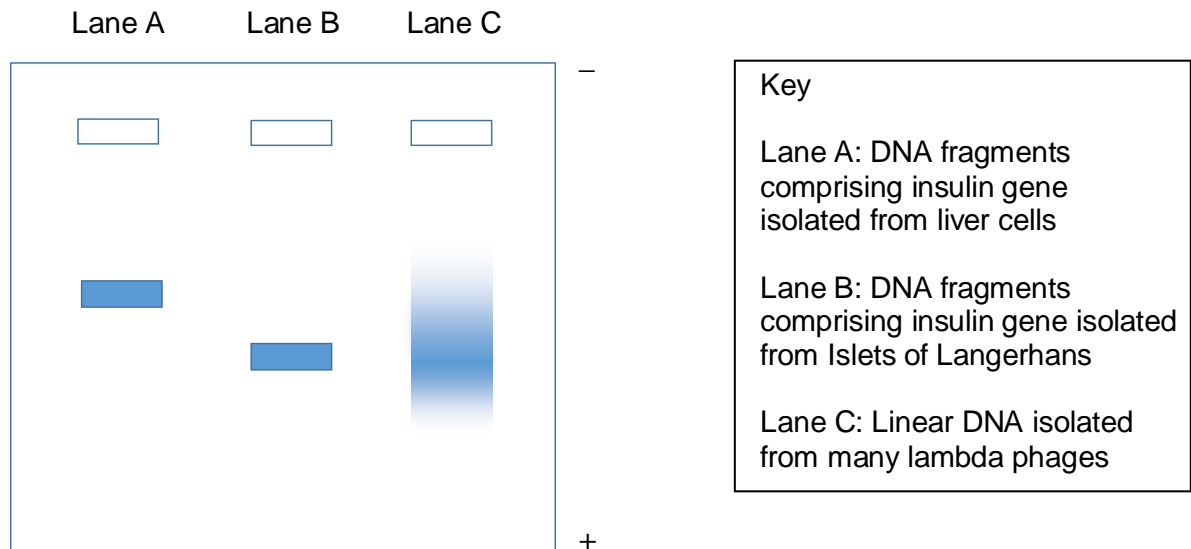 Lane A Lane B Lane C
–
+
Key
Lane A: DNA fragments
comprising insulin gene
isolated from liver cells
Lane B: DNA fragments
comprising insulin gene isolated
from Islets of Langerhans
Lane C: Linear DNA isolated
from many lambda phages